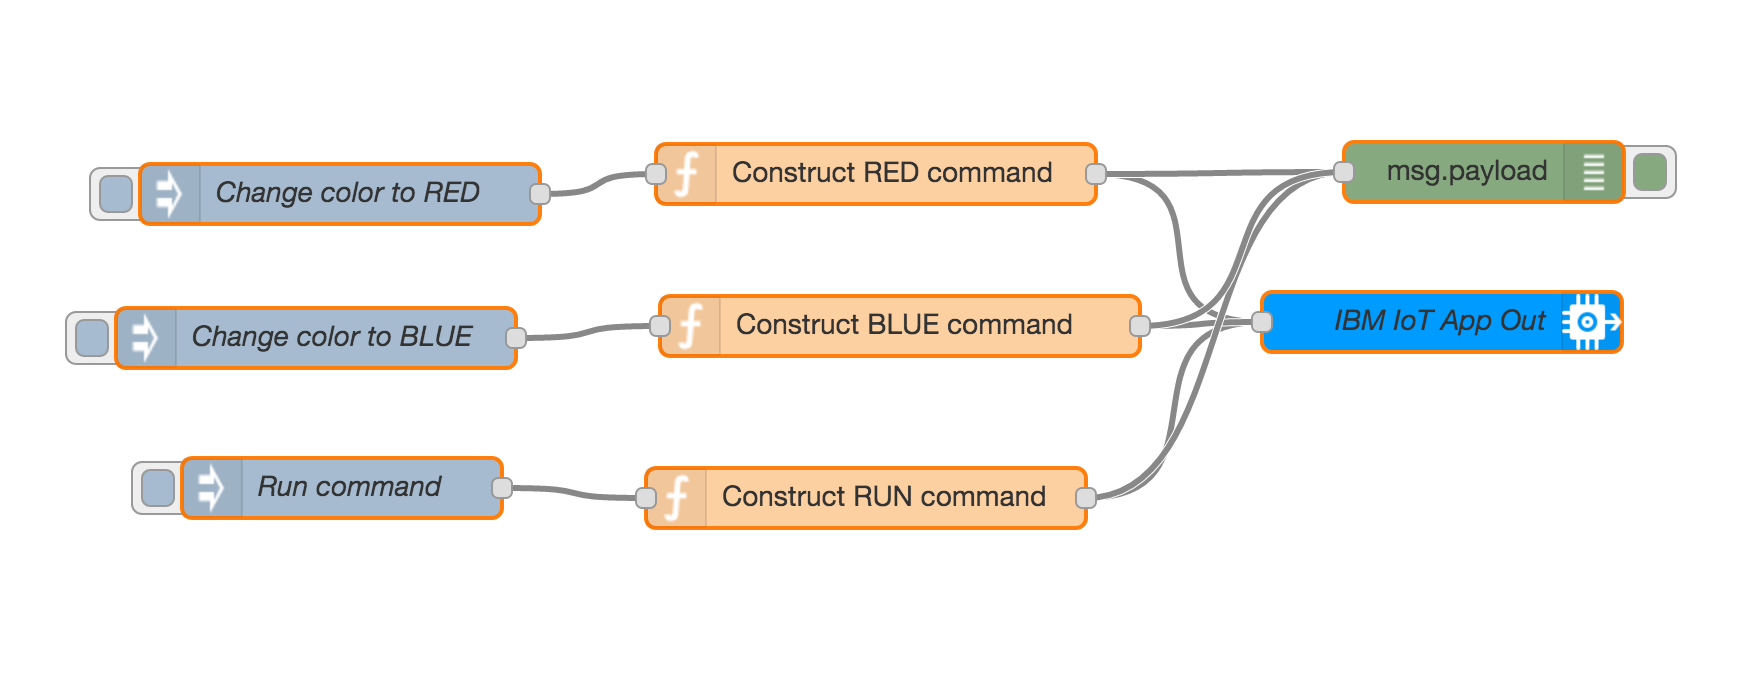 Change color to RED
Construct RED command
msg.payload
Change color to BLUE
Construct BLUE command
IBM IoT App Out
Run command
Construct RUN command